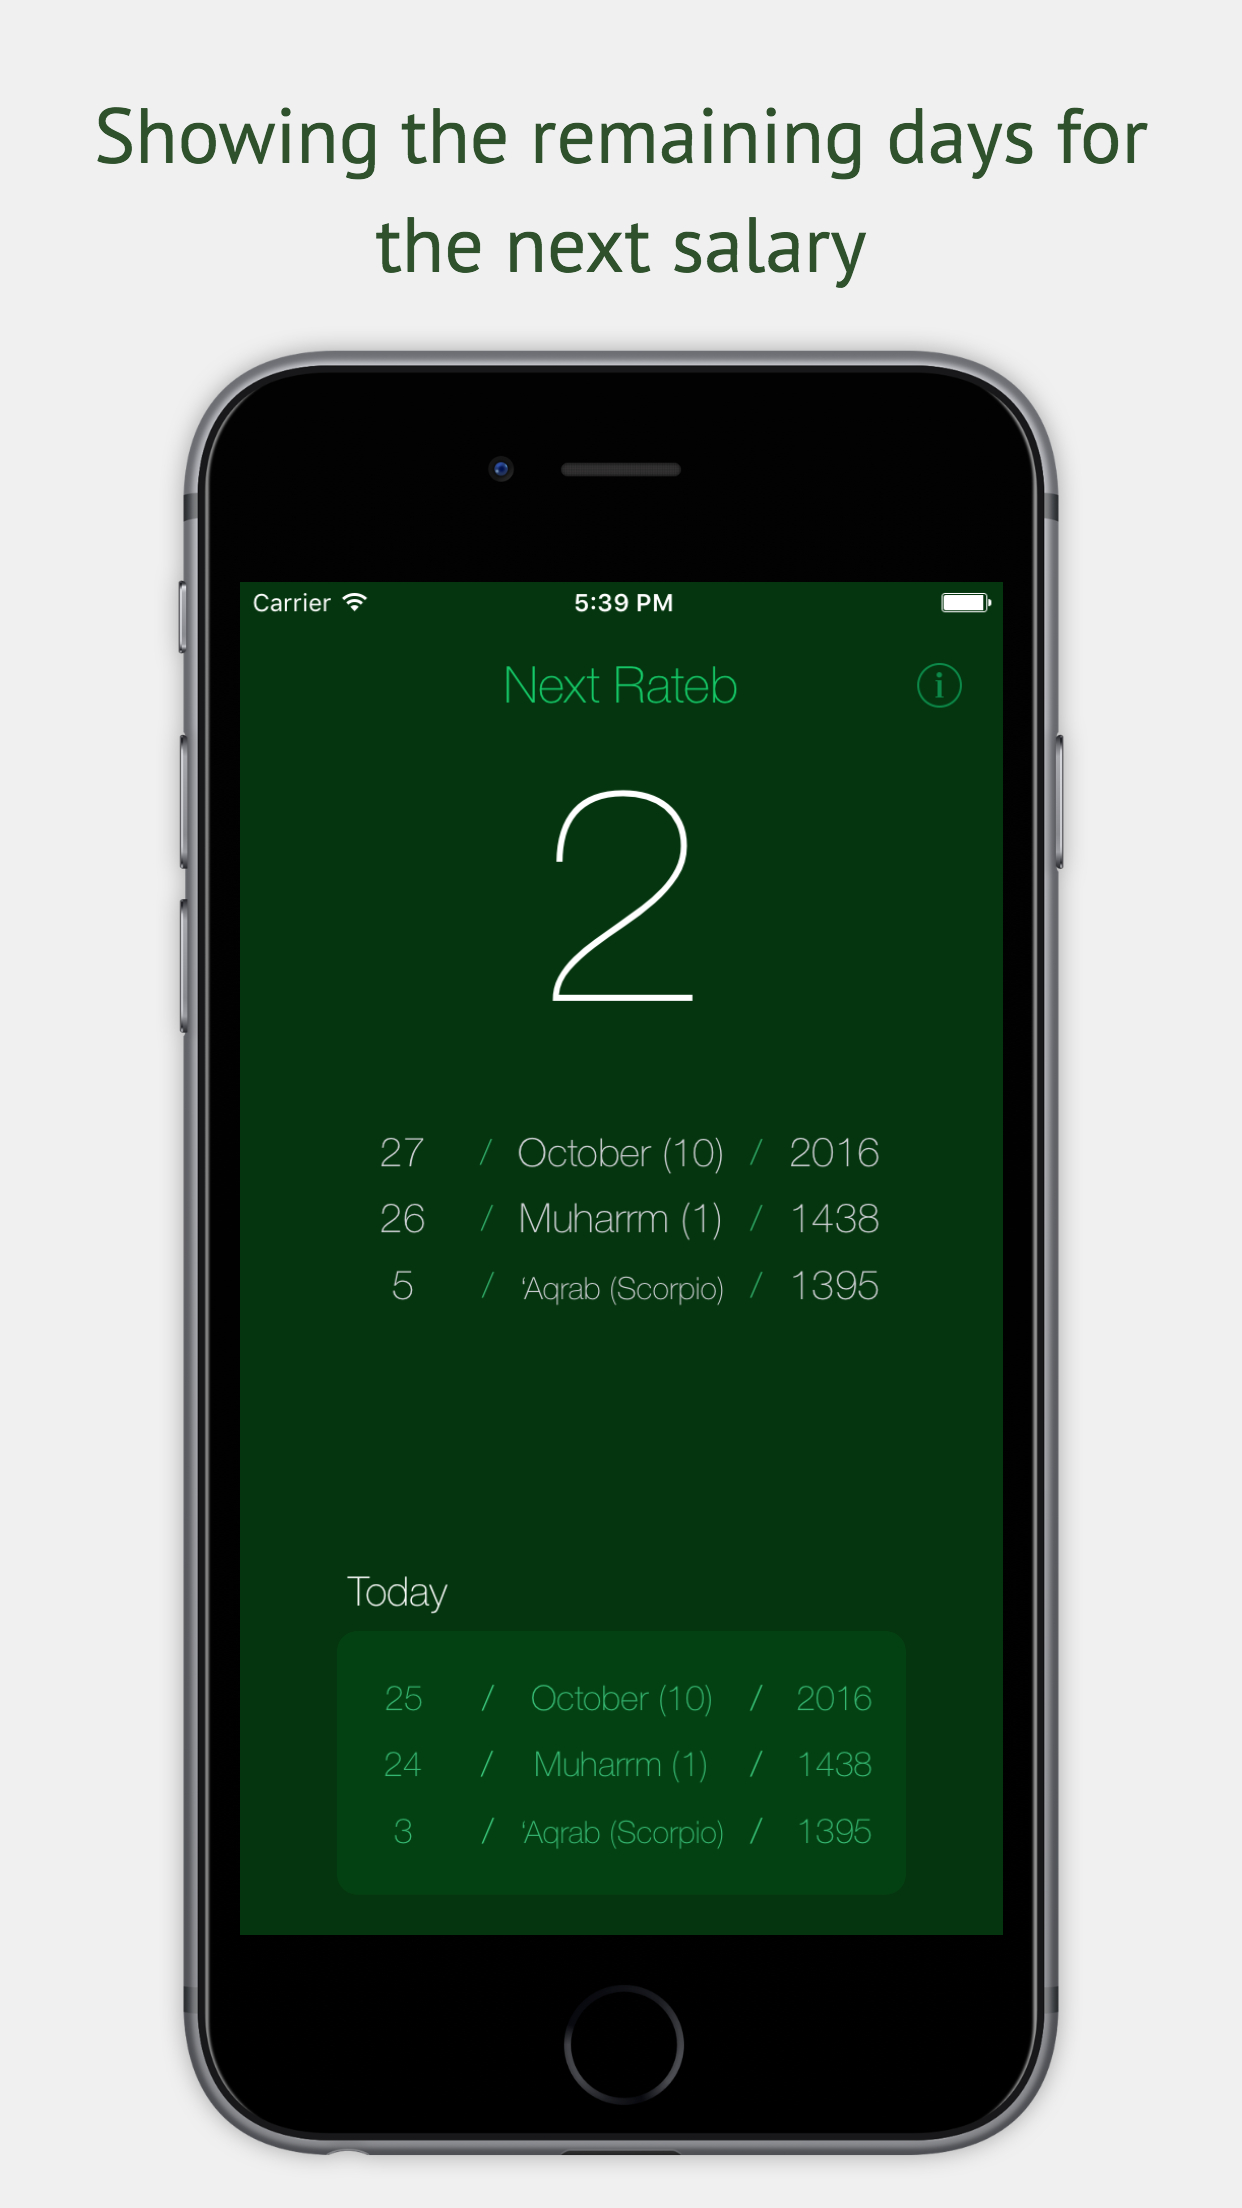 Showing the remaining days for
the next salary
Carrier 5:39 PM
Next Rateb
2
27 / October (10) / 2016
26 / Muharrm (1) / 1438
5 / ‘Aqrab (Scorpio) / 1395
Today
25 / October (10) / 2016
24 / Muharrm (1) / 1438
3 / ‘Aqrab (Scorpio) / 1395